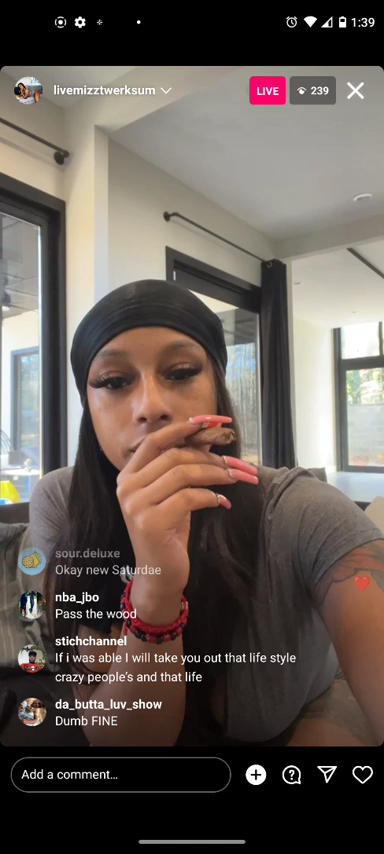 1:39
livemizztwerksum
LIVE
239
sour.deluxe
Okay new Saturdae
nba_jbo
Pass the wood
stichchannel
If i was able I will take you out that life style
crazy people's and that life
da_butta_luv_show
Dumb FINE
Add a comment...